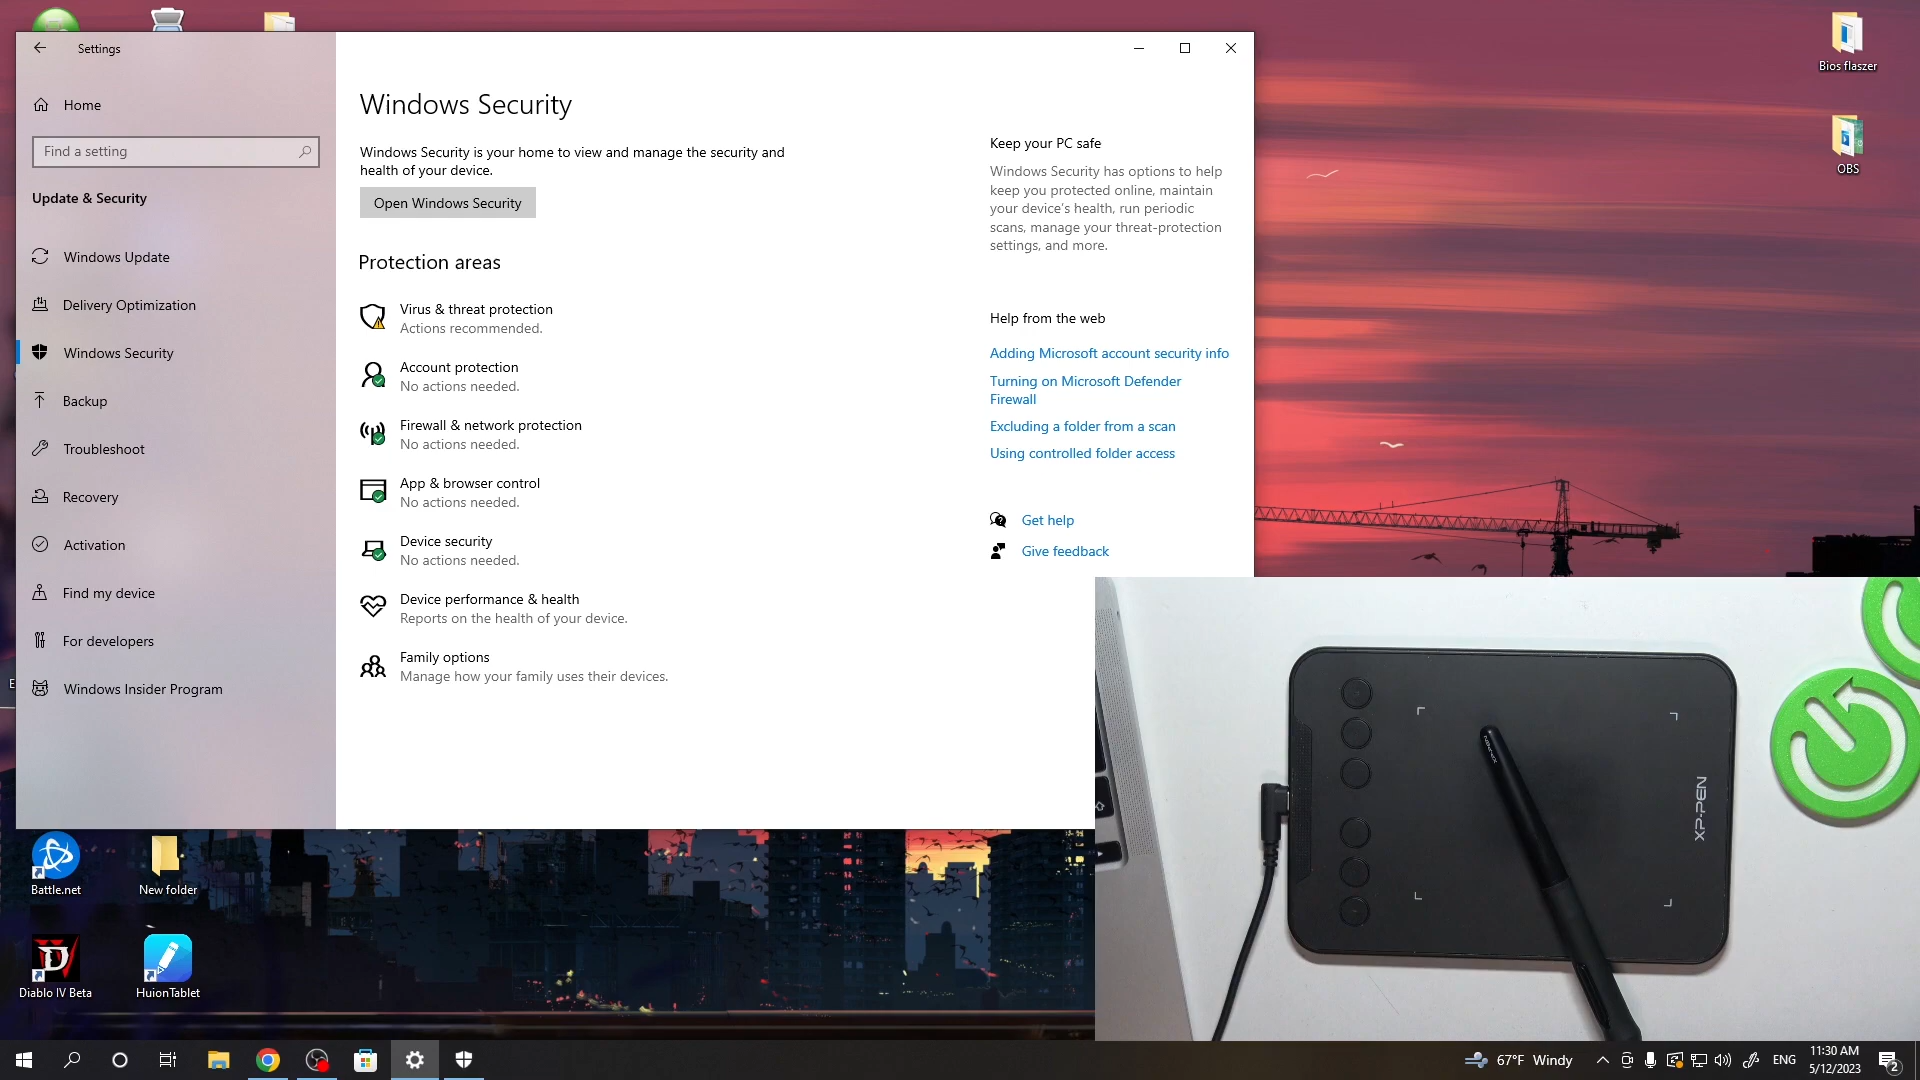 Settings
Home
Find a setting
Update & Security
Windows Update
Delivery Optimization
Windows Security
Backup
Troubleshoot
Recovery
Activation
Find my device
For developers
Windows Insider Program
Windows Security
Windows Security is your home to view and manage the security and
health of your device.
Open Windows Security
Protection areas
Virus & threat protection
Actions recommended.
Account protection
No actions needed.
Firewall & network protection
No actions needed.
App & browser control
No actions needed.
Device security
No actions needed.
Device performance & health
Reports on the health of your device.
Family options
Manage how your family uses their devices.
Keep your PC safe
Windows Security has options to help
keep you protected online, maintain
your device's health, run periodic
scans, manage your threat-protection
settings, and more.
Help from the web
Adding Microsoft account security info
Turning on Microsoft Defender
Firewall
Excluding a folder from a scan
Using controlled folder access
Get help
Give feedback
Bios flaszer
OBS
E
Battle.net
New folder
Diablo IV Beta
HuionTablet
XP-PEN
XP-PEN
67°F Windy
ENG
11:30 AM
5/12/2023
2